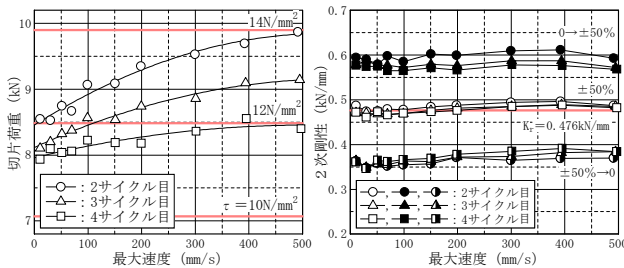 10
9
8
7
切片荷重 (kN)
14N/mm²
12N/mm²
τ=10N/mm²
○:2サイクル目
△:3サイクル目
□:4サイクル目
0 100 200 300 400 500
最大速度 (mm/s)
0.7
0.6
0.5
0.4
0.3
0.2
2次剛性 (kN/mm)
0→±50%
±50%
Kr=0.476kN/mm
±50%→0
○,●,◑:2サイクル目
△,▲,◮:3サイクル目
□,■,◨:4サイクル目
0 100 200 300 400 500
最大速度 (mm/s)